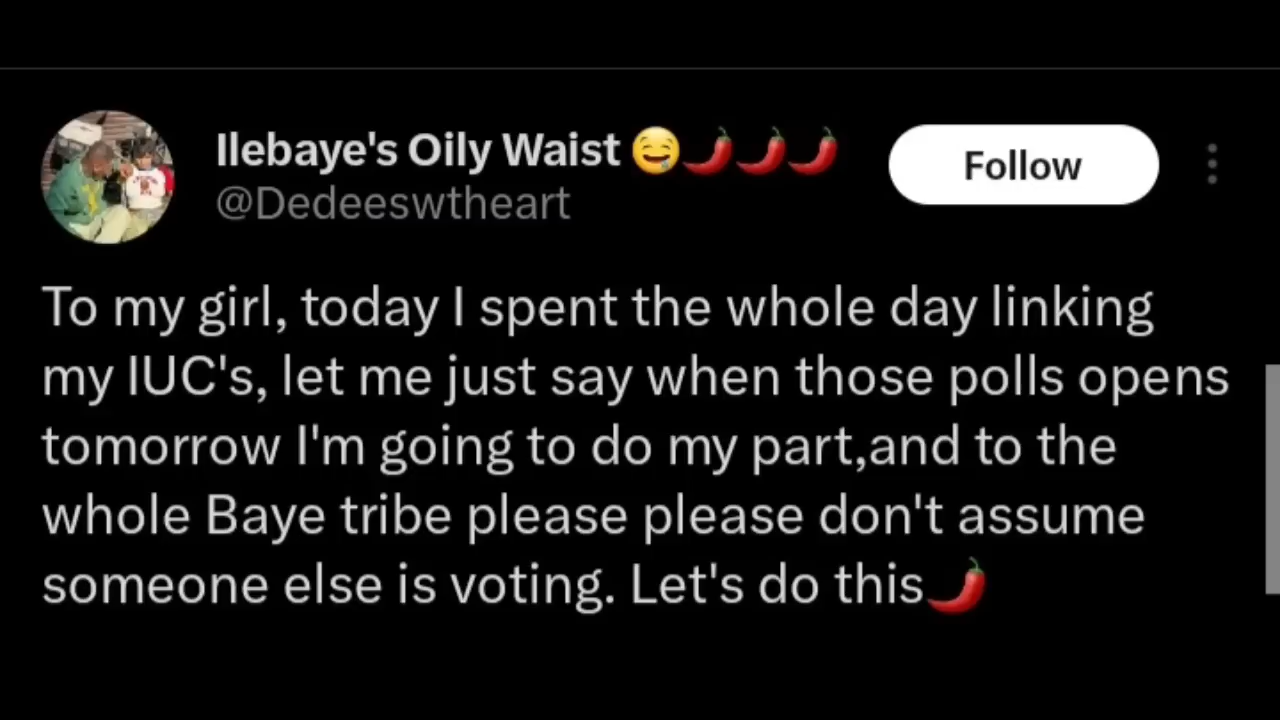 Ilebaye's Oily Waist 🤤🌶️🌶️🌶️
@Dedeeswtheart
Follow
To my girl, today I spent the whole day linking
my IUC's, let me just say when those polls opens
tomorrow I'm going to do my part,and to the
whole Baye tribe please please don't assume
someone else is voting. Let's do this🌶️